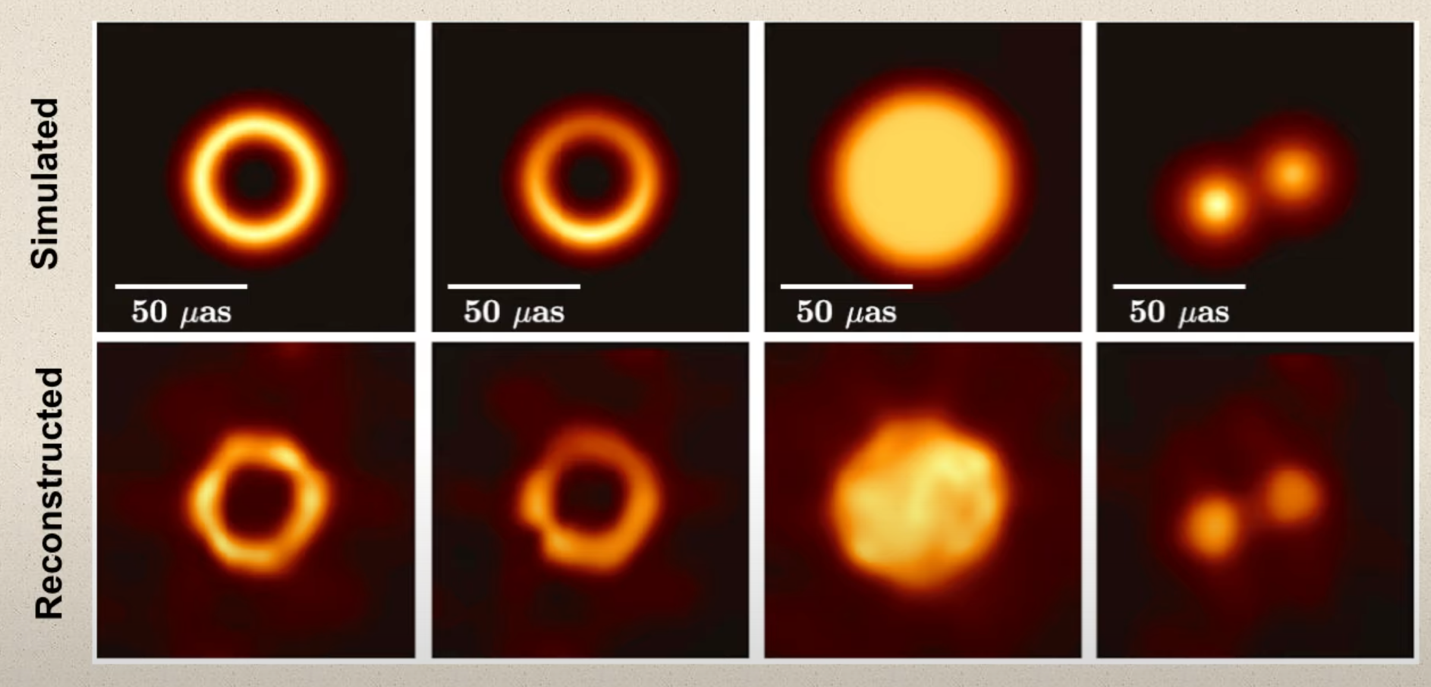 Simulated
50 μas
50 μas
50 μas
50 μas
Reconstructed